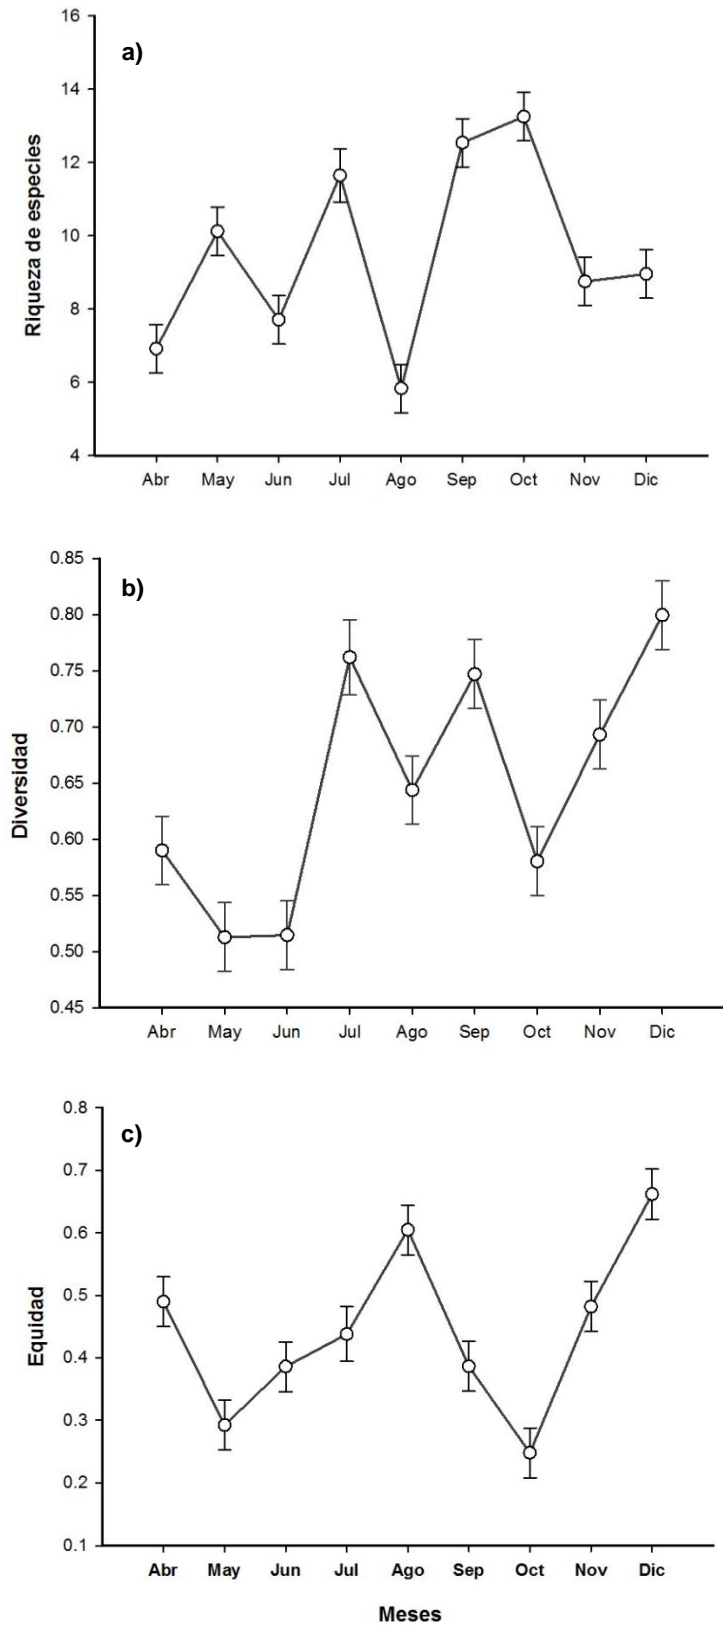 a)
Riqueza de especies
16
14
12
10
8
6
4
Abr May Jun Jul Ago Sep Oct Nov Dic
b)
Diversidad
0.85
0.80
0.75
0.70
0.65
0.60
0.55
0.50
0.45
Abr May Jun Jul Ago Sep Oct Nov Dic
c)
Equidad
0.8
0.7
0.6
0.5
0.4
0.3
0.2
0.1
Abr May Jun Jul Ago Sep Oct Nov Dic
Meses